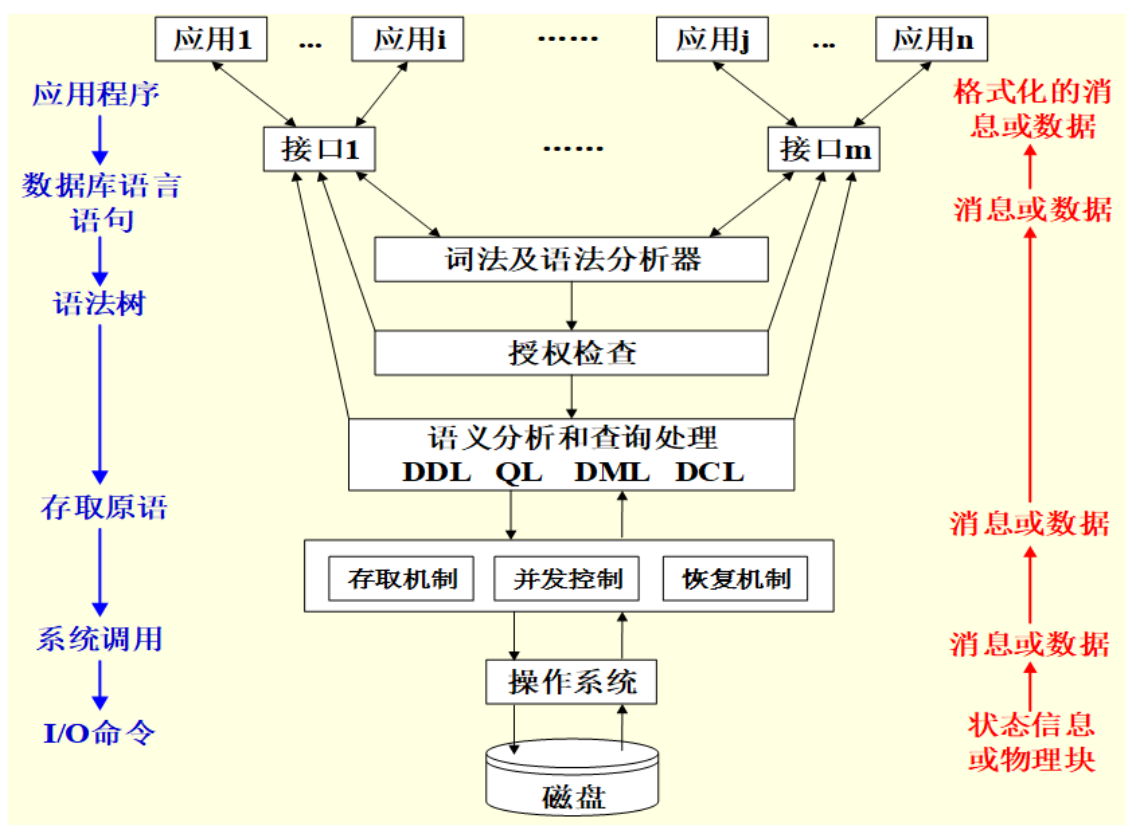 应用1 ... 应用i ...... 应用j ... 应用n
应用程序
格式化的消
息或数据
接口1 ...... 接口m
数据库语言
语句
消息或数据
词法及语法分析器
语法树
授权检查
语义分析和查询处理
DDL QL DML DCL
存取原语
消息或数据
存取机制 并发控制 恢复机制
系统调用
消息或数据
操作系统
I/O命令
状态信息
或物理块
磁盘